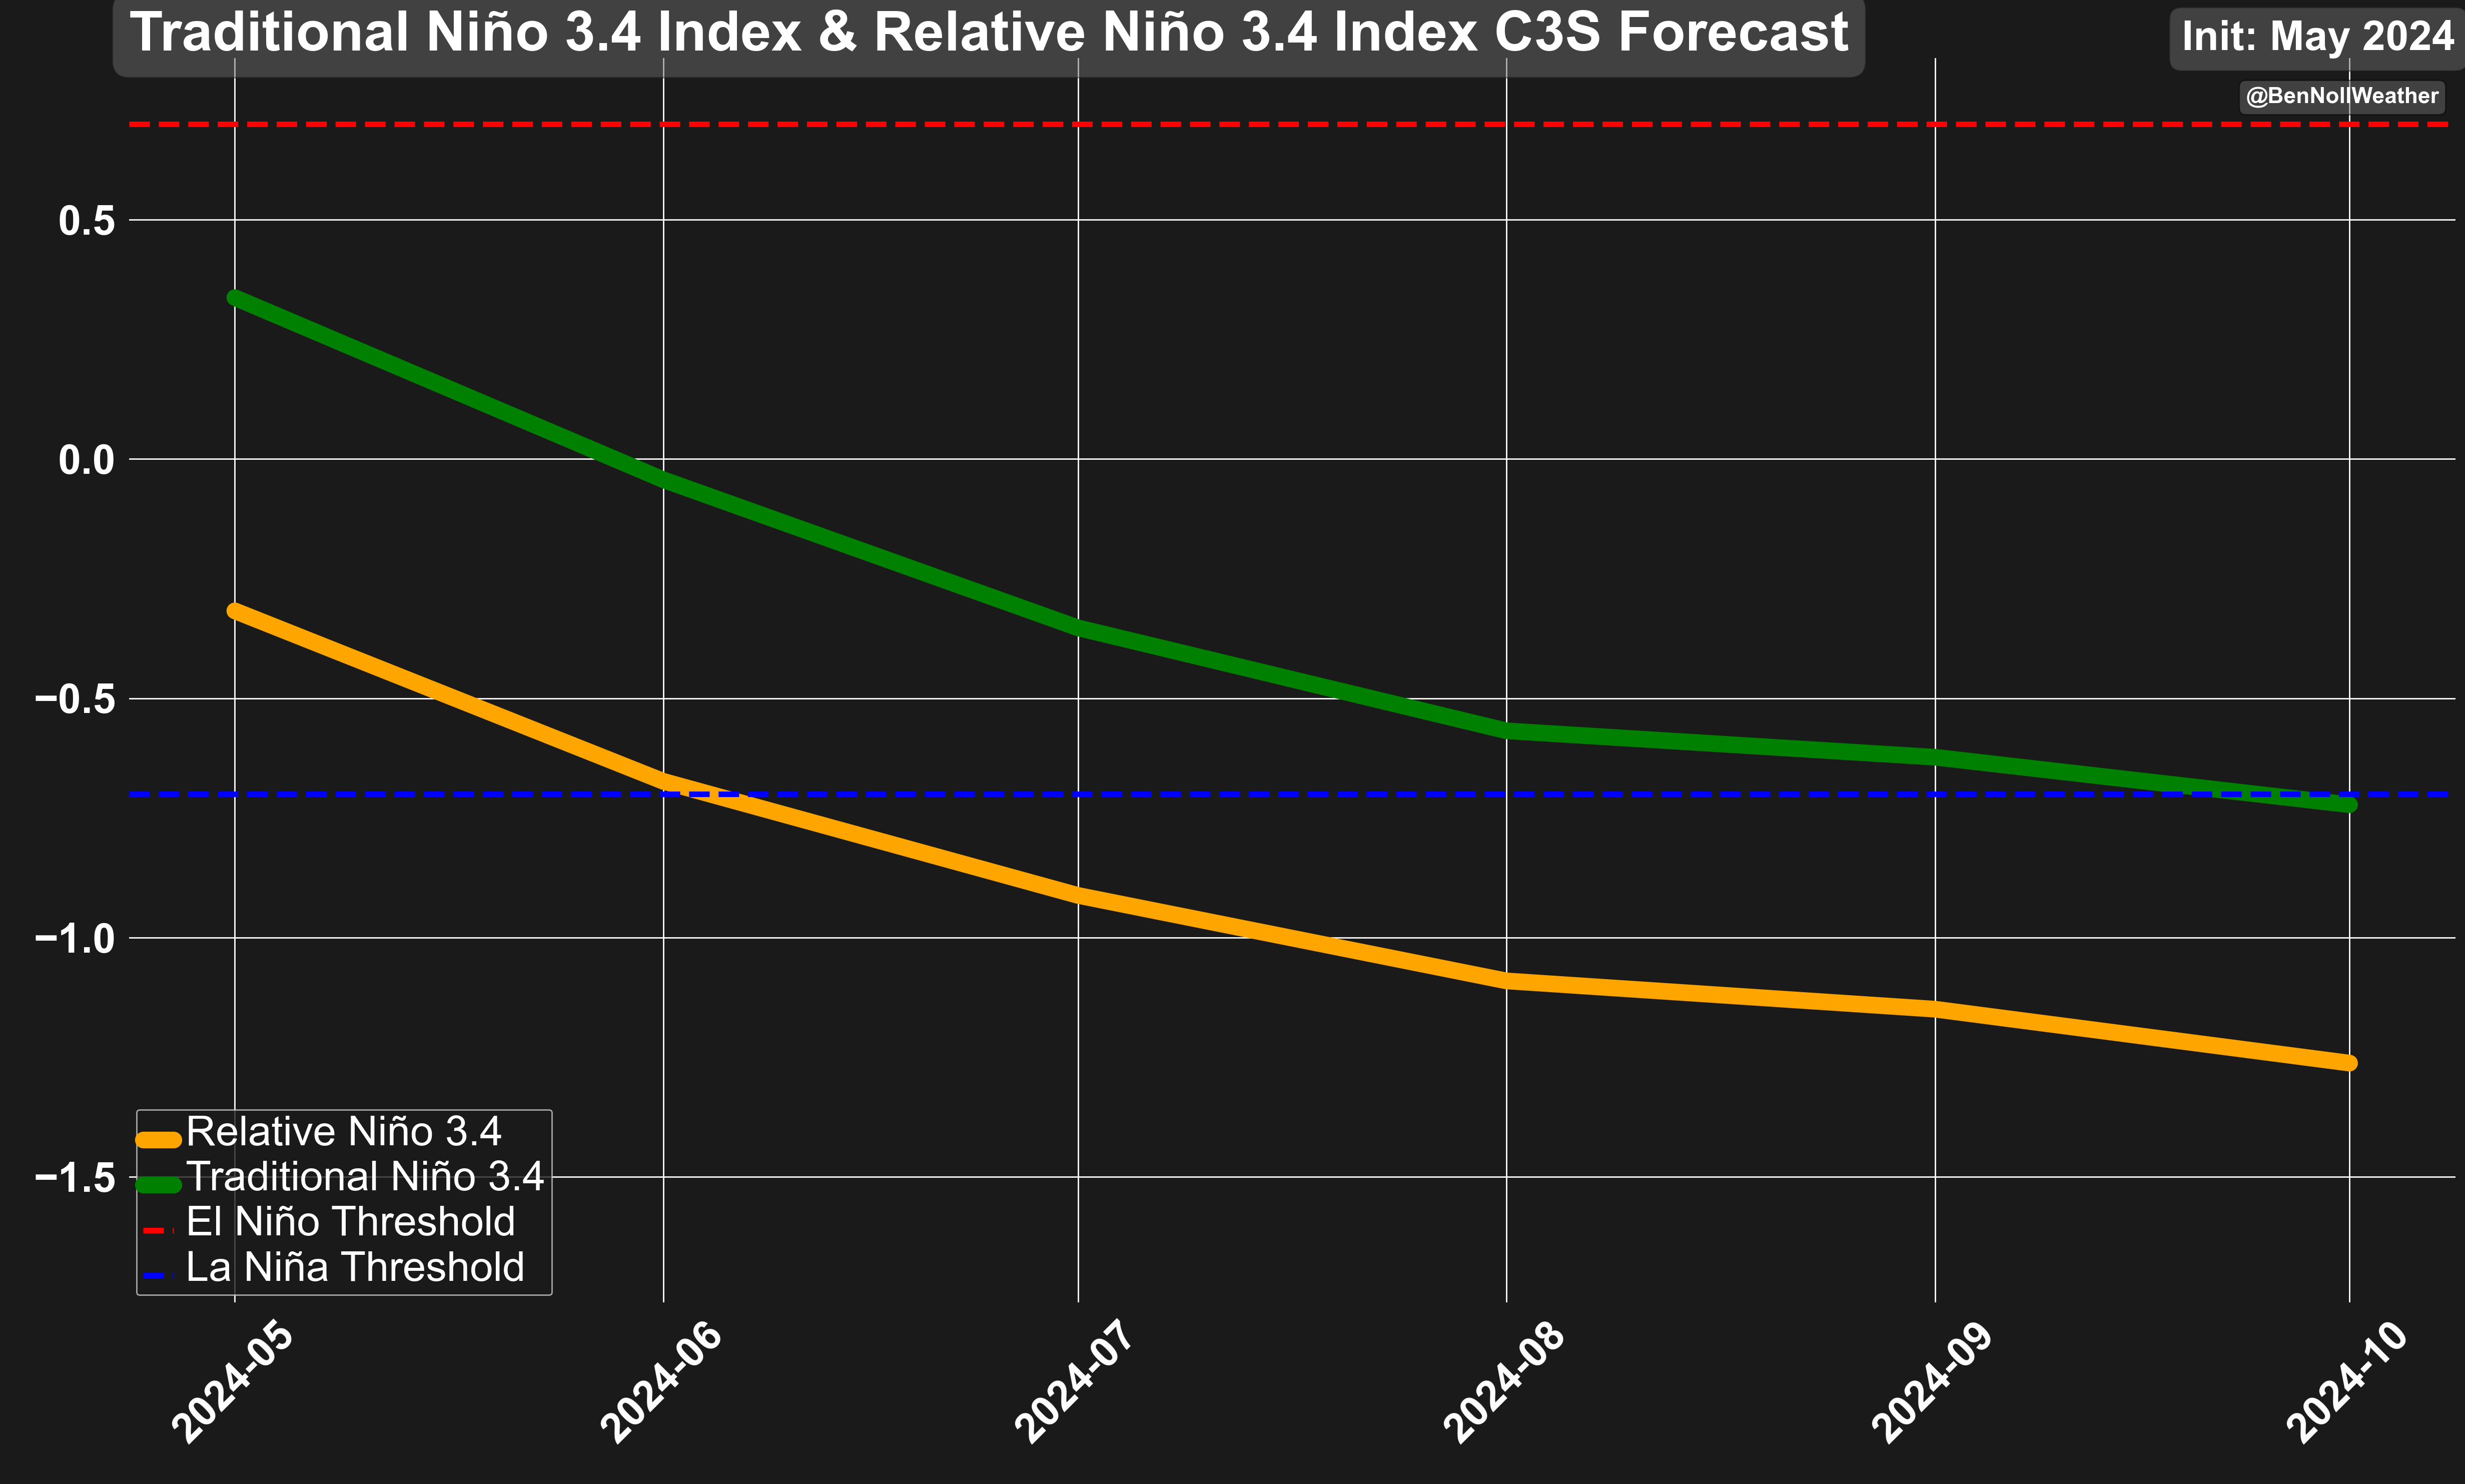 Traditional Niño 3.4 Index & Relative Niño 3.4 Index C3S Forecast
Init: May 2024
@BenNollWeather
0.5
0.0
−0.5
−1.0
−1.5
Relative Niño 3.4
Traditional Niño 3.4
El Niño Threshold
La Niña Threshold
2024-05
2024-06
2024-07
2024-08
2024-09
2024-10